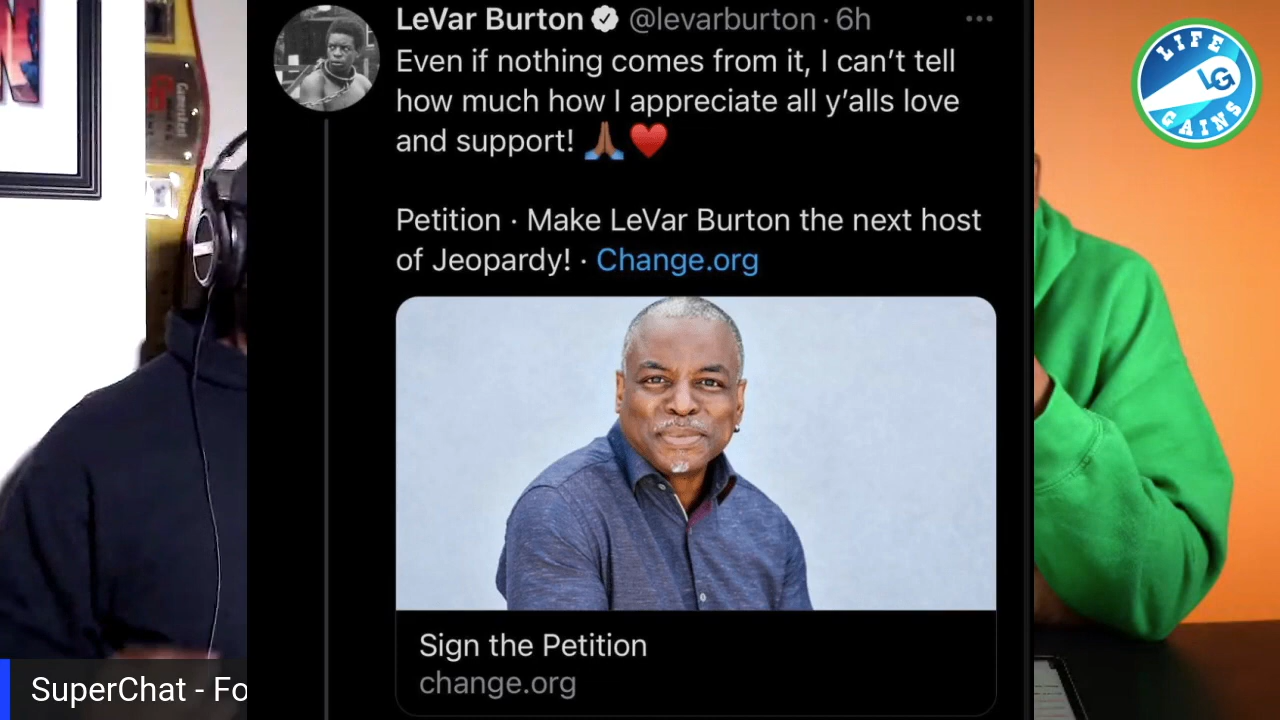 LeVar Burton @levarburton · 6h
Even if nothing comes from it, I can't tell
how much how I appreciate all y'alls love
and support! 🙏🏾♥️
Petition · Make LeVar Burton the next host
of Jeopardy! · Change.org
Sign the Petition
change.org
LIFE
LG
GAINS
SuperChat - Fo